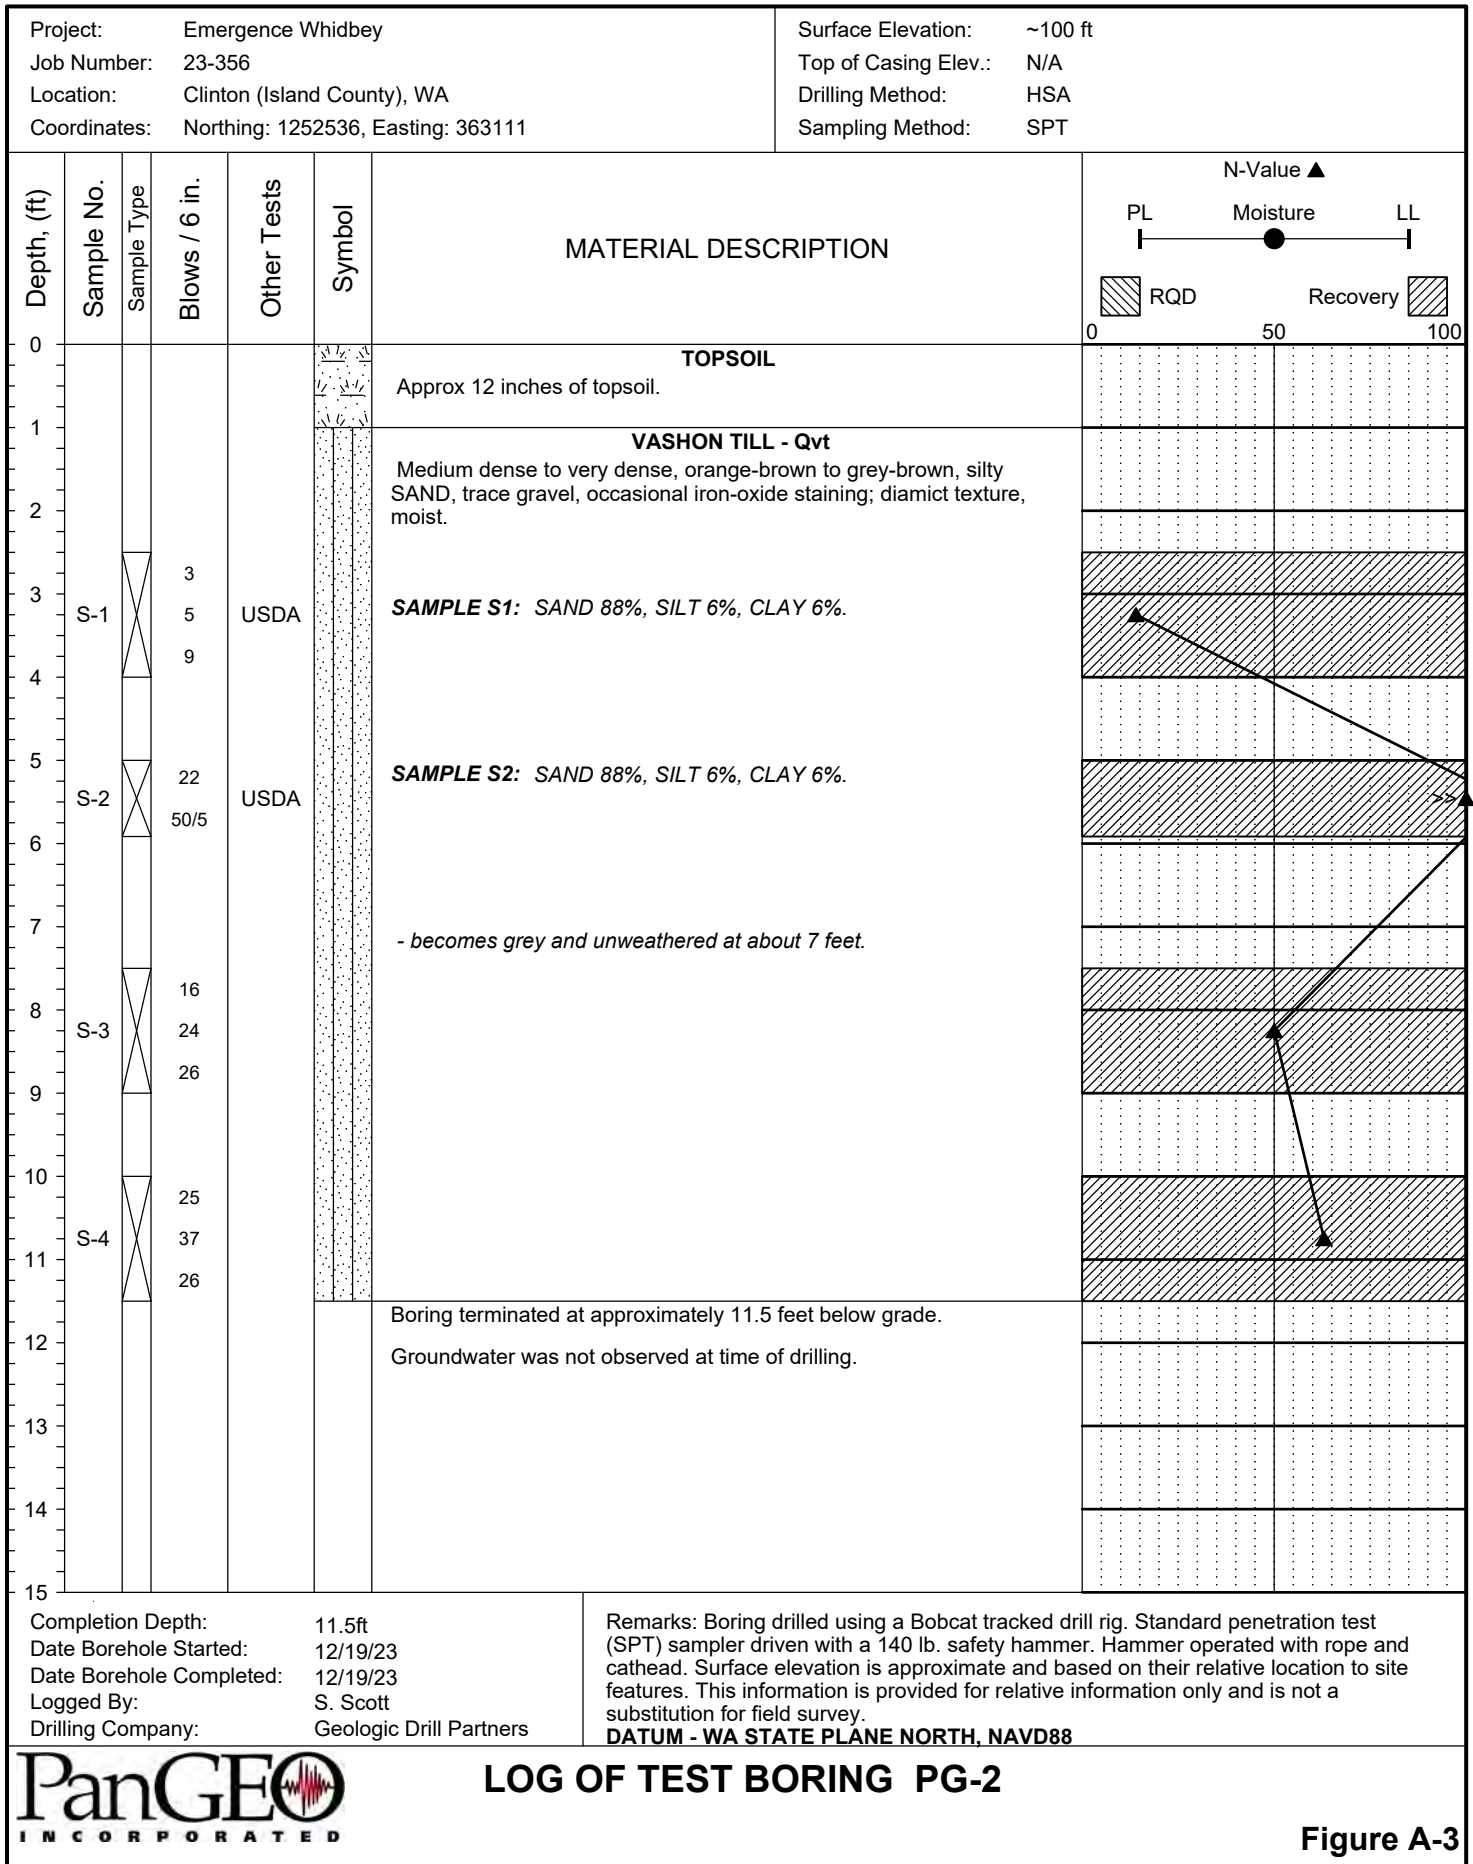 Project: Emergence Whidbey
Job Number: 23-356
Location: Clinton (Island County), WA
Coordinates: Northing: 1252536, Easting: 363111
Surface Elevation: ~100 ft
Top of Casing Elev.: N/A
Drilling Method: HSA
Sampling Method: SPT
Depth, (ft)
Sample No.
Sample Type
Blows / 6 in.
Other Tests
Symbol
MATERIAL DESCRIPTION
N-Value ▲
PL Moisture LL
RQD Recovery
0 50 100
0
TOPSOIL
Approx 12 inches of topsoil.
1
VASHON TILL - Qvt
Medium dense to very dense, orange-brown to grey-brown, silty
SAND, trace gravel, occasional iron-oxide staining; diamict texture,
moist.
2
3
S-1
3
5
9
USDA
SAMPLE S1: SAND 88%, SILT 6%, CLAY 6%.
4
5
S-2
22
50/5
USDA
SAMPLE S2: SAND 88%, SILT 6%, CLAY 6%.
>>
6
7
- becomes grey and unweathered at about 7 feet.
8
S-3
16
24
26
9
10
S-4
25
37
26
11
Boring terminated at approximately 11.5 feet below grade.
12
Groundwater was not observed at time of drilling.
13
14
15
Completion Depth: 11.5ft
Date Borehole Started: 12/19/23
Date Borehole Completed: 12/19/23
Logged By: S. Scott
Drilling Company: Geologic Drill Partners
Remarks: Boring drilled using a Bobcat tracked drill rig. Standard penetration test
(SPT) sampler driven with a 140 lb. safety hammer. Hammer operated with rope and
cathead. Surface elevation is approximate and based on their relative location to site
features. This information is provided for relative information only and is not a
substitution for field survey.
DATUM - WA STATE PLANE NORTH, NAVD88
PanGEO
INCORPORATED
LOG OF TEST BORING PG-2
Figure A-3